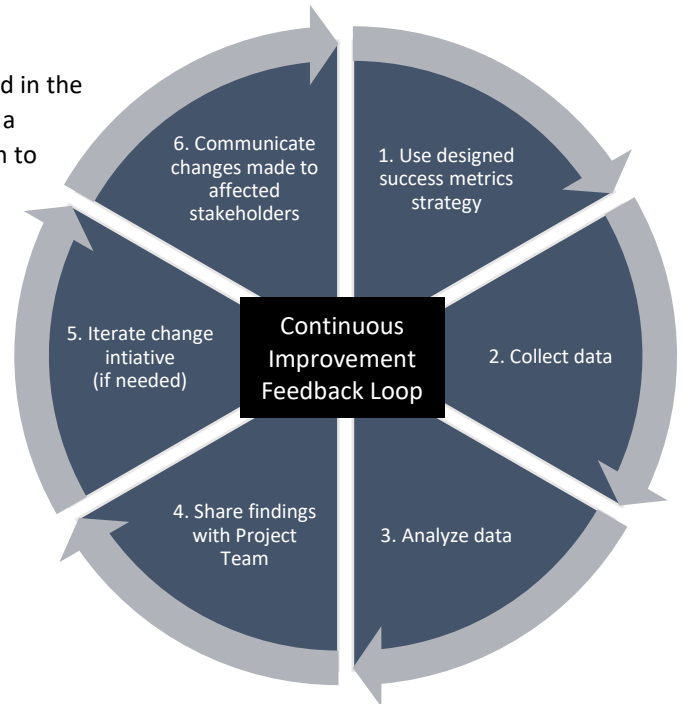 d in the
a
n to
6. Communicate
changes made to
affected
stakeholders
1. Use designed
success metrics
strategy
5. Iterate change
intiative
(if needed)
Continuous
Improvement
Feedback Loop
2. Collect data
4. Share findings
with Project
Team
3. Analyze data